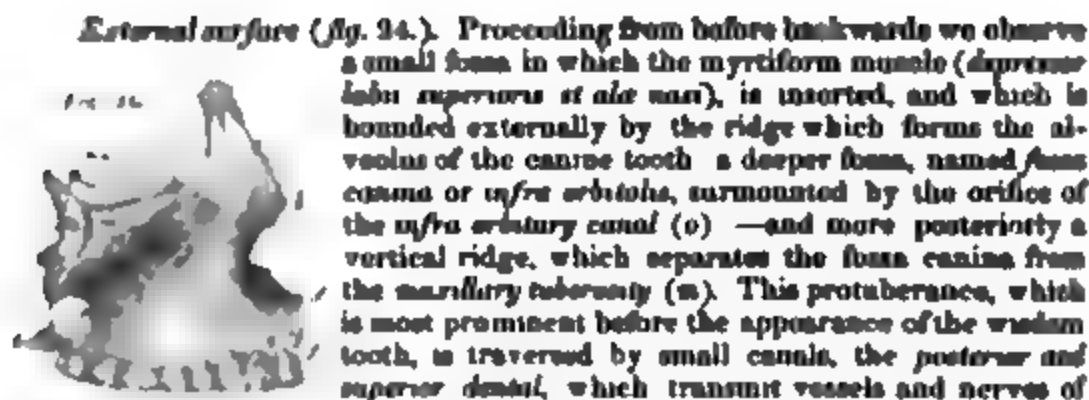 External surface (fig. 94.). Proceeding from before backwards we observe
a small fossa in which the myrtiform muscle (depressor
labii superioris et alæ nasi), is inserted, and which is
bounded externally by the ridge which forms the al-
veolus of the canine tooth a deeper fossa, named fossa
canina or infra orbitalis, surmounted by the orifice of
the infra orbitary canal (o) —and more posteriorly a
vertical ridge, which separates the fossa canina from
the maxillary tuberosity (m). This protuberance, which
is most prominent before the appearance of the wisdom
tooth, is traversed by small canals, the posterior and
superior dental, which transmit vessels and nerves of